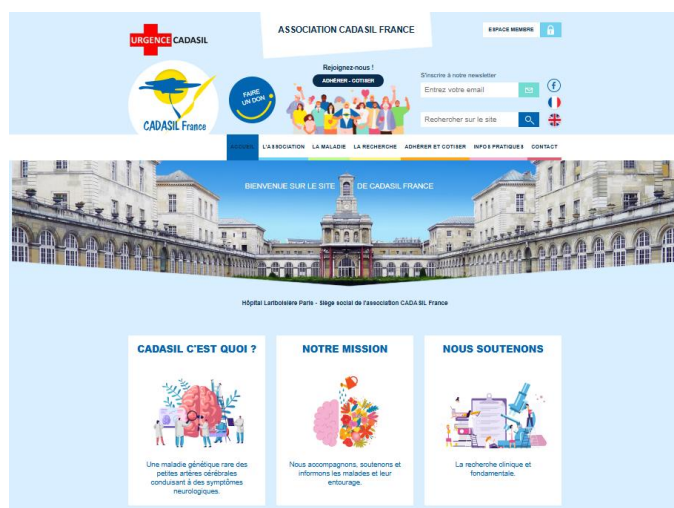 URGENCE CADASIL
ASSOCIATION CADASIL FRANCE
ESPACE MEMBRE
Rejoignez-nous !
ADHÉRER - COTISER
FAIRE
UN DON
CADASIL France
S'inscrire à notre newsletter
Entrez votre email
Rechercher sur le site
ACCUEIL L'ASSOCIATION LA MALADIE LA RECHERCHE ADHÉRER ET COTISER INFOS PRATIQUES CONTACT
BIENVENUE SUR LE SITE DE CADASIL FRANCE
Hôpital Lariboisière Paris - Siège social de l'association CADASIL France
CADASIL C'EST QUOI ?
Une maladie génétique rare des
petites artères cérébrales
conduisant à des symptômes
neurologiques.
NOTRE MISSION
Nous accompagnons, soutenons et
informons les malades et leur
entourage.
NOUS SOUTENONS
La recherche clinique et
fondamentale.